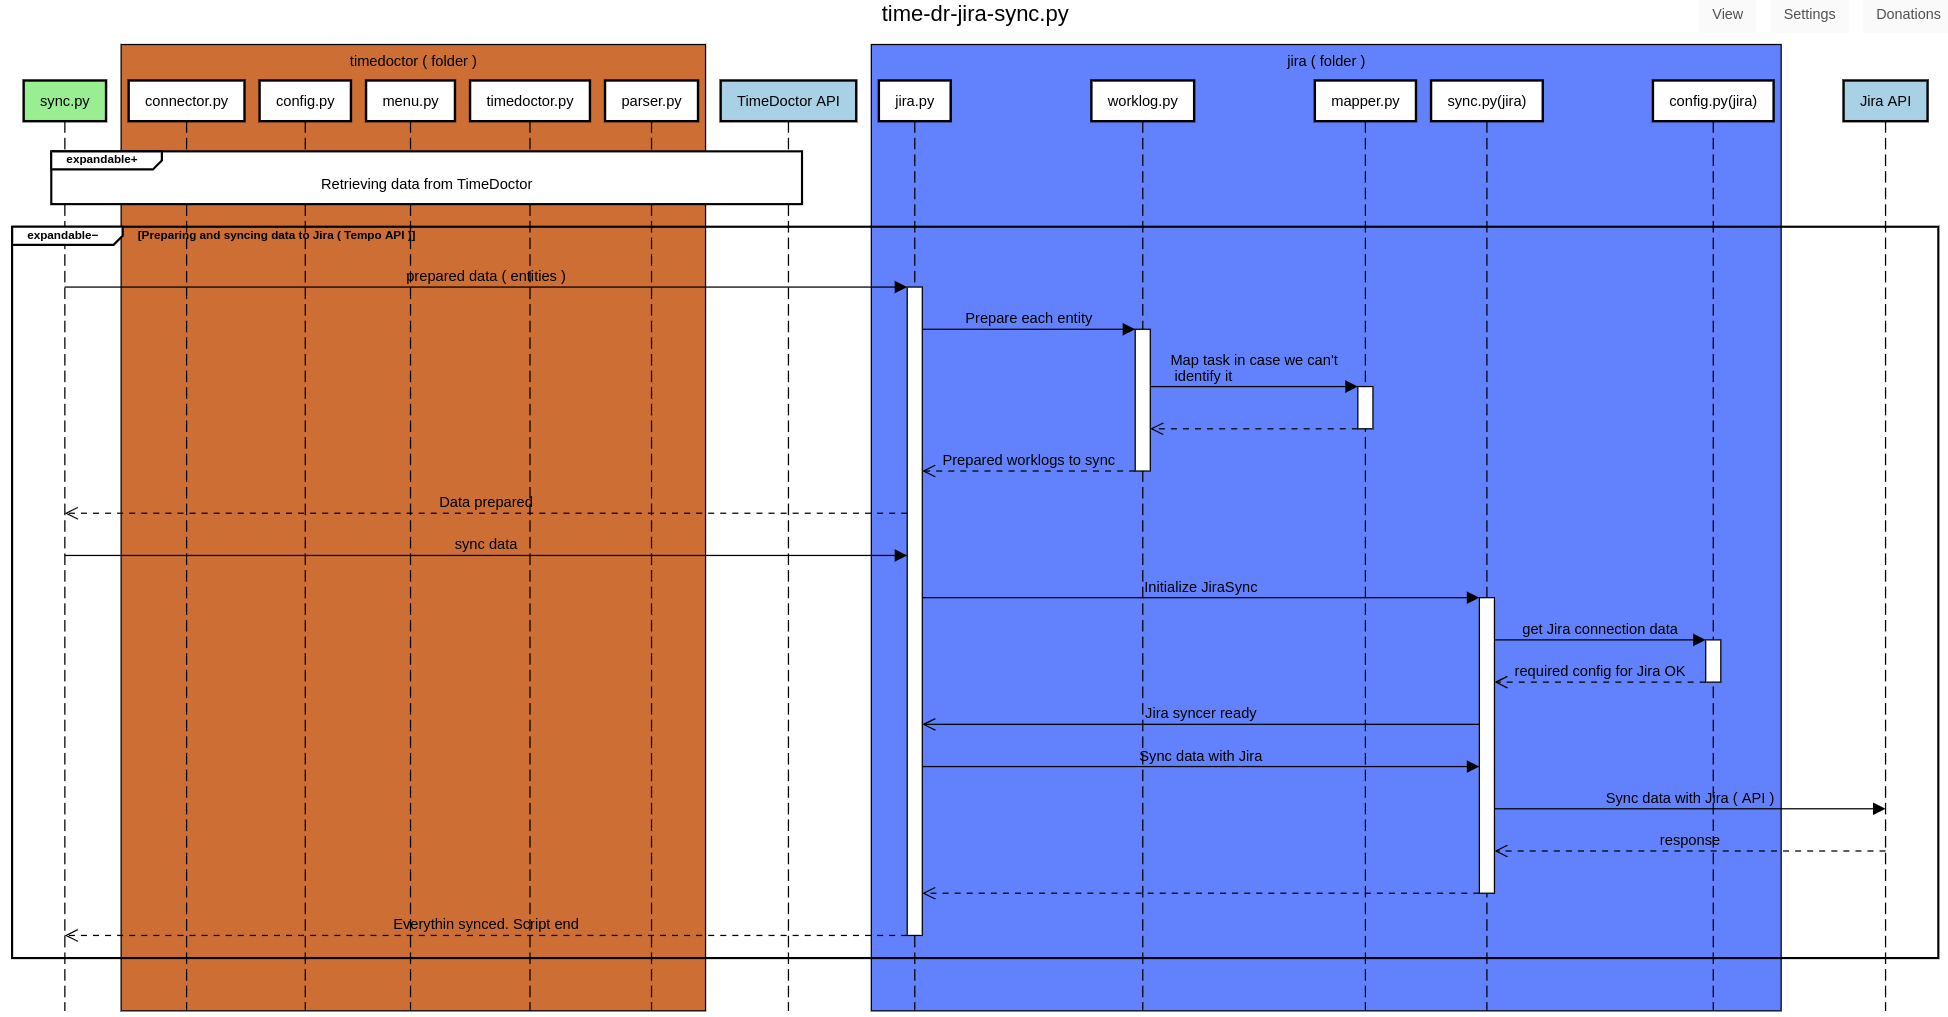 time-dr-jira-sync.py
View
Settings
Donations
timedoctor ( folder )
jira ( folder )
sync.py
connector.py
config.py
menu.py
timedoctor.py
parser.py
TimeDoctor API
jira.py
worklog.py
mapper.py
sync.py(jira)
config.py(jira)
Jira API
expandable+
Retrieving data from TimeDoctor
expandable−
[Preparing and syncing data to Jira ( Tempo API )]
prepared data ( entities )
Prepare each entity
Map task in case we can't
identify it
Prepared worklogs to sync
Data prepared
sync data
Initialize JiraSync
get Jira connection data
required config for Jira OK
Jira syncer ready
Sync data with Jira
Sync data with Jira ( API )
response
Everythin synced. Script end